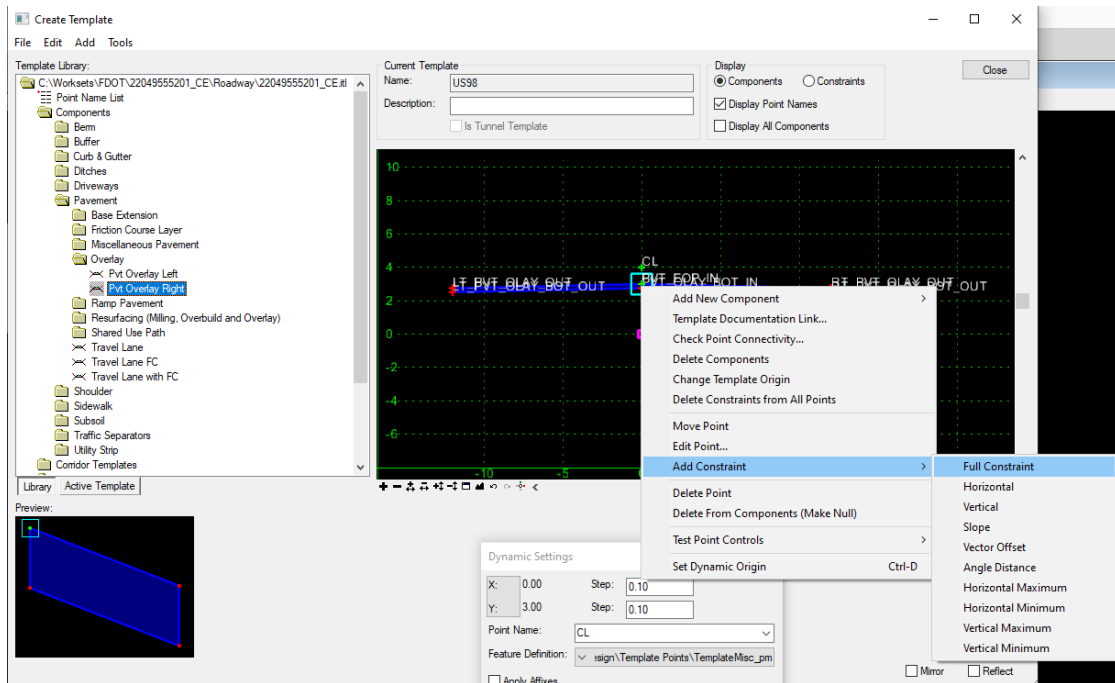 Create Template
File Edit Add Tools
Template Library:
C:\Worksets\FDOT\22049555201_CE\Roadway\22049555201_CE.itl
Point Name List
Components
Berm
Buffer
Curb & Gutter
Ditches
Driveways
Pavement
Base Extension
Friction Course Layer
Miscellaneous Pavement
Overlay
Pvt Overlay Left
Pvt Overlay Right
Ramp Pavement
Resurfacing (Milling, Overbuild and Overlay)
Shared Use Path
Travel Lane
Travel Lane FC
Travel Lane with FC
Shoulder
Sidewalk
Subsoil
Traffic Separators
Utility Strip
Corridor Templates
Library Active Template
Preview:
Current Template
Name: US98
Description:
Is Tunnel Template
Display
Components Constraints
Display Point Names
Display All Components
Close
10
8
6
4
2
0
-2
-4
-6
-10 -5
CL
Add New Component
Template Documentation Link...
Check Point Connectivity...
Delete Components
Change Template Origin
Delete Constraints from All Points
Move Point
Edit Point...
Add Constraint
Delete Point
Delete From Components (Make Null)
Test Point Controls
Set Dynamic Origin Ctrl-D
Full Constraint
Horizontal
Vertical
Slope
Vector Offset
Angle Distance
Horizontal Maximum
Horizontal Minimum
Vertical Maximum
Vertical Minimum
Dynamic Settings
X: 0.00 Step: 0.10
Y: 3.00 Step: 0.10
Point Name: CL
Feature Definition: esign\Template Points\TemplateMisc_pm
Apply Affixes
Mirror Reflect